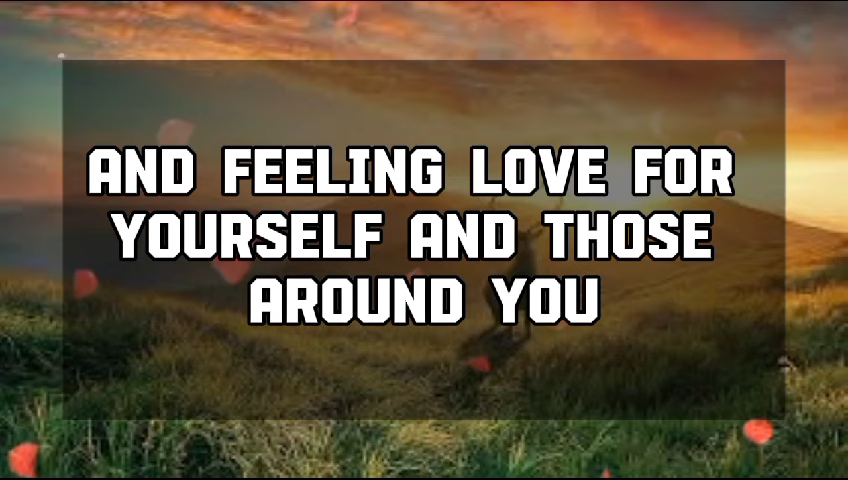 AND FEELING LOVE FOR
YOURSELF AND THOSE
AROUND YOU